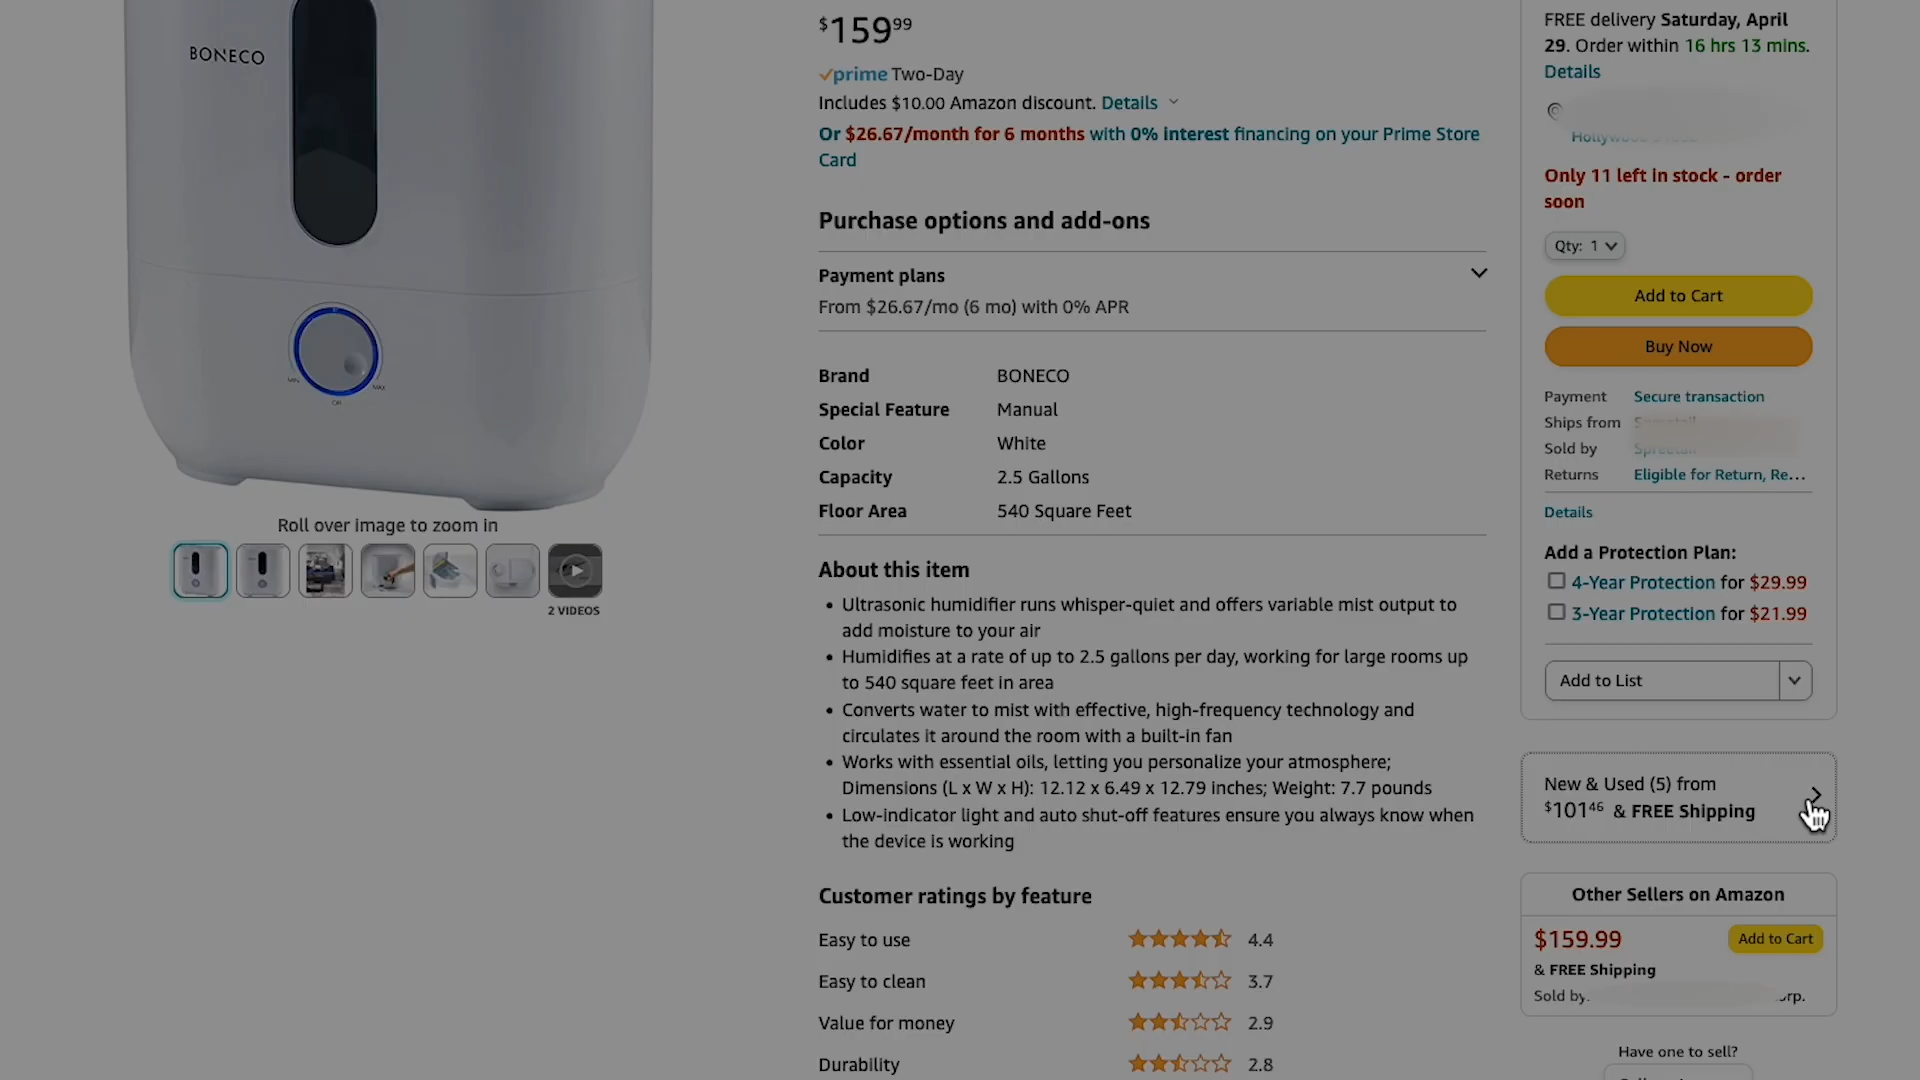 BONECO
MIN
MAX
Off
Roll over image to zoom in
2 VIDEOS
$159 99
prime Two-Day
Includes $10.00 Amazon discount. Details
Or $26.67/month for 6 months with 0% interest financing on your Prime Store
Card
Purchase options and add-ons
Payment plans
From $26.67/mo (6 mo) with 0% APR
Brand BONECO
Special Feature Manual
Color White
Capacity 2.5 Gallons
Floor Area 540 Square Feet
About this item
• Ultrasonic humidifier runs whisper-quiet and offers variable mist output to
add moisture to your air
• Humidifies at a rate of up to 2.5 gallons per day, working for large rooms up
to 540 square feet in area
• Converts water to mist with effective, high-frequency technology and
circulates it around the room with a built-in fan
• Works with essential oils, letting you personalize your atmosphere;
Dimensions (L x W x H): 12.12 x 6.49 x 12.79 inches; Weight: 7.7 pounds
• Low-indicator light and auto shut-off features ensure you always know when
the device is working
Customer ratings by feature
Easy to use 4.4
Easy to clean 3.7
Value for money 2.9
Durability 2.8
FREE delivery Saturday, April
29. Order within 16 hrs 13 mins.
Details
Only 11 left in stock - order
soon
Qty: 1
Add to Cart
Buy Now
Payment Secure transaction
Ships from
Sold by
Returns Eligible for Return, Re...
Details
Add a Protection Plan:
4-Year Protection for $29.99
3-Year Protection for $21.99
Add to List
New & Used (5) from
$101 46 & FREE Shipping
Other Sellers on Amazon
$159.99 Add to Cart
& FREE Shipping
Sold by:
Have one to sell?